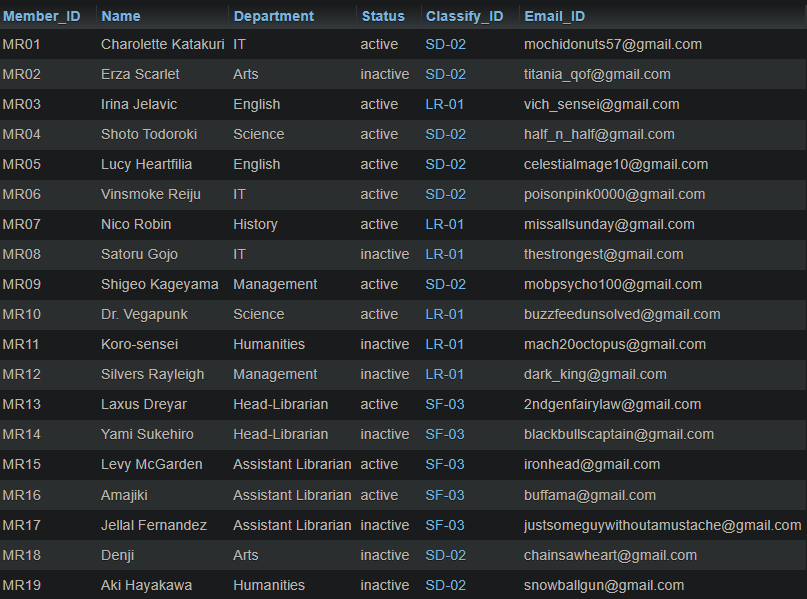 Member_ID Name Department Status Classify_ID Email_ID
MR01 Charolette Katakuri IT active SD-02 mochidonuts57@gmail.com
MR02 Erza Scarlet Arts inactive SD-02 titania_qof@gmail.com
MR03 Irina Jelavic English active LR-01 vich_sensei@gmail.com
MR04 Shoto Todoroki Science active SD-02 half_n_half@gmail.com
MR05 Lucy Heartfilia English active SD-02 celestialmage10@gmail.com
MR06 Vinsmoke Reiju IT active SD-02 poisonpink0000@gmail.com
MR07 Nico Robin History active LR-01 missallsunday@gmail.com
MR08 Satoru Gojo IT inactive LR-01 thestrongest@gmail.com
MR09 Shigeo Kageyama Management active SD-02 mobpsycho100@gmail.com
MR10 Dr. Vegapunk Science active LR-01 buzzfeedunsolved@gmail.com
MR11 Koro-sensei Humanities inactive LR-01 mach20octopus@gmail.com
MR12 Silvers Rayleigh Management inactive LR-01 dark_king@gmail.com
MR13 Laxus Dreyar Head-Librarian active SF-03 2ndgenfairylaw@gmail.com
MR14 Yami Sukehiro Head-Librarian inactive SF-03 blackbullscaptain@gmail.com
MR15 Levy McGarden Assistant Librarian active SF-03 ironhead@gmail.com
MR16 Amajiki Assistant Librarian active SF-03 buffama@gmail.com
MR17 Jellal Fernandez Assistant Librarian inactive SF-03 justsomeguywithoutamustache@gmail.com
MR18 Denji Arts inactive SD-02 chainsawheart@gmail.com
MR19 Aki Hayakawa Humanities inactive SD-02 snowballgun@gmail.com